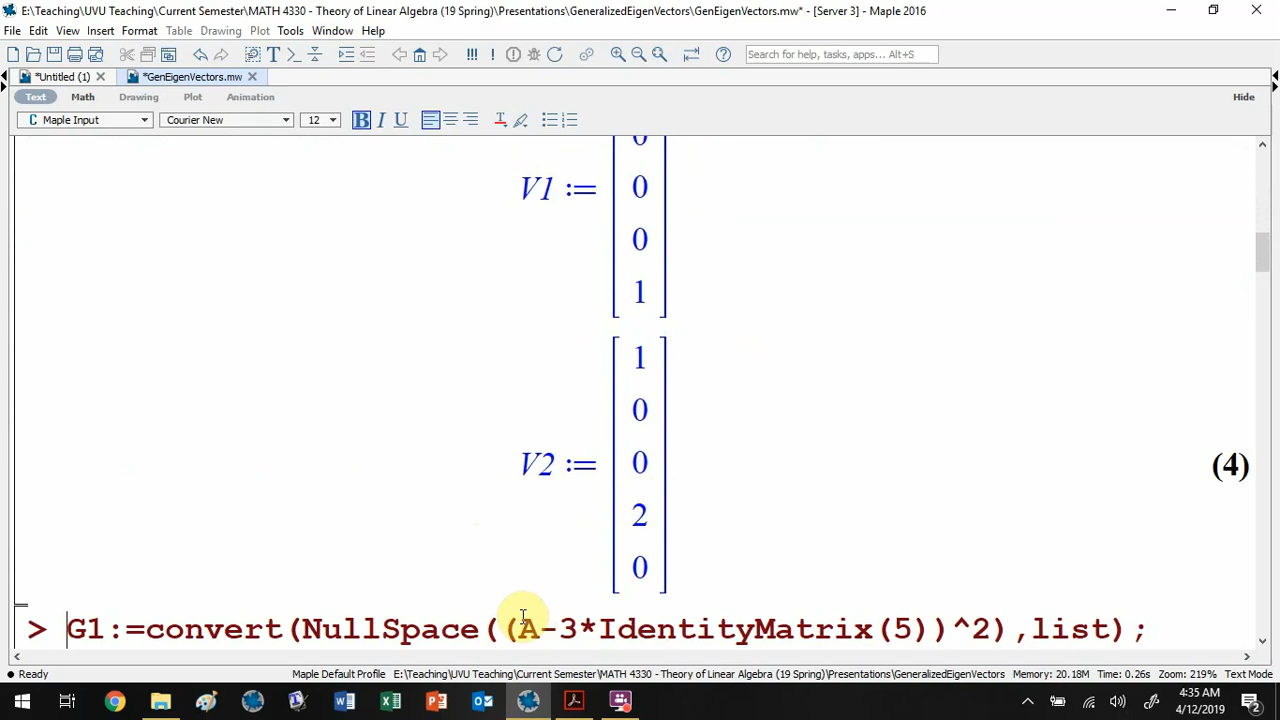 E:\Teaching\UVU Teaching\Current Semester\MATH 4330 - Theory of Linear Algebra (19 Spring)\Presentations\GeneralizedEigenVectors\GenEigenVectors.mw* - [Server 3] - Maple 2016
File Edit View Insert Format Table Drawing Plot Spreadsheet Tools Window Help
Search for help, tasks, apps... Alt+S
*Untitled (1) *GenEigenVectors.mw
Text Math Drawing Plot Animation Hide
C Maple Input Courier New 12 B I U
0
V1 := 0
0
1
1
0
V2 := 0 (4)
2
0
> G1:=convert(NullSpace((A-3*IdentityMatrix(5))^2),list);
Ready Maple Default Profile E:\Teaching\UVU Teaching\Current Semester\MATH 4330 - Theory of Linear Algebra (19 Spring)\Presentations\GeneralizedEigenVectors Memory: 20.18M Time: 0.26s Zoom: 219% Text Mode
4:35 AM
4/12/2019
2